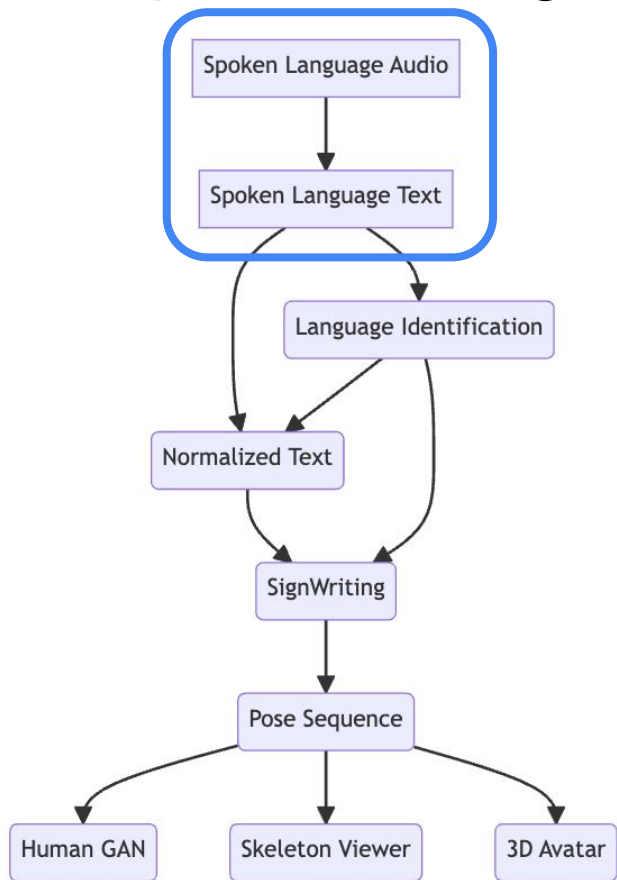 Spoken Language Audio
Spoken Language Text
Language Identification
Normalized Text
SignWriting
Pose Sequence
Human GAN
Skeleton Viewer
3D Avatar